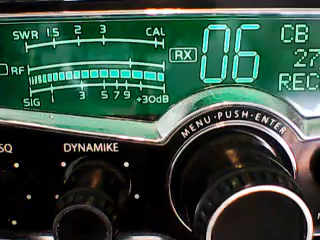 SWR 1.5 2 3 CAL
RF
SIG 1 3 5 7 9 +30dB
RX
06
CB
27
REC
SQ
DYNAMIKE
MENU·PUSH·ENTER